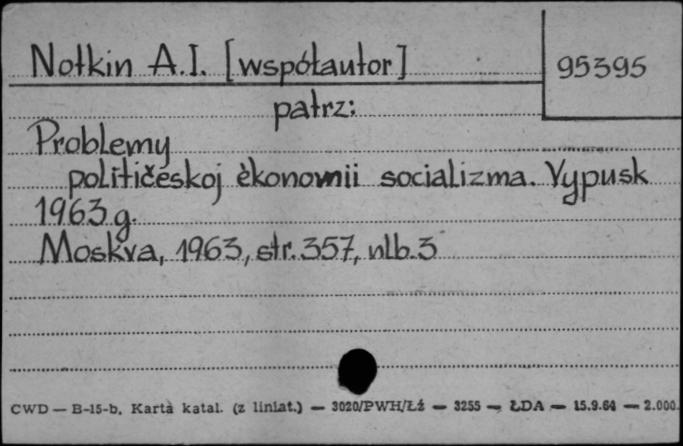 Notkin A.I. [współautor]
95395
patrz:
Problemy
političeskoj èkonomii socializma. Vypusk
1963 g.
Moskva, 1963, str. 357, nlb. 3
CWD — B-15-b. Karta katal. (z liniat.) — 3020/PWH/Łź — 3255 — ŁDA — 15.9.64 — 2.000.